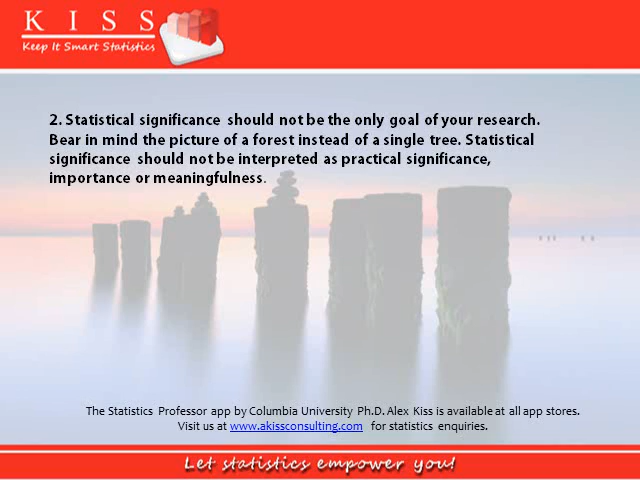 K I S S
Keep It Smart Statistics
2. Statistical significance should not be the only goal of your research.
Bear in mind the picture of a forest instead of a single tree. Statistical
significance should not be interpreted as practical significance,
importance or meaningfulness.
The Statistics Professor app by Columbia University Ph.D. Alex Kiss is available at all app stores.
Visit us at www.akissconsulting.com for statistics enquiries.
Let statistics empower you!